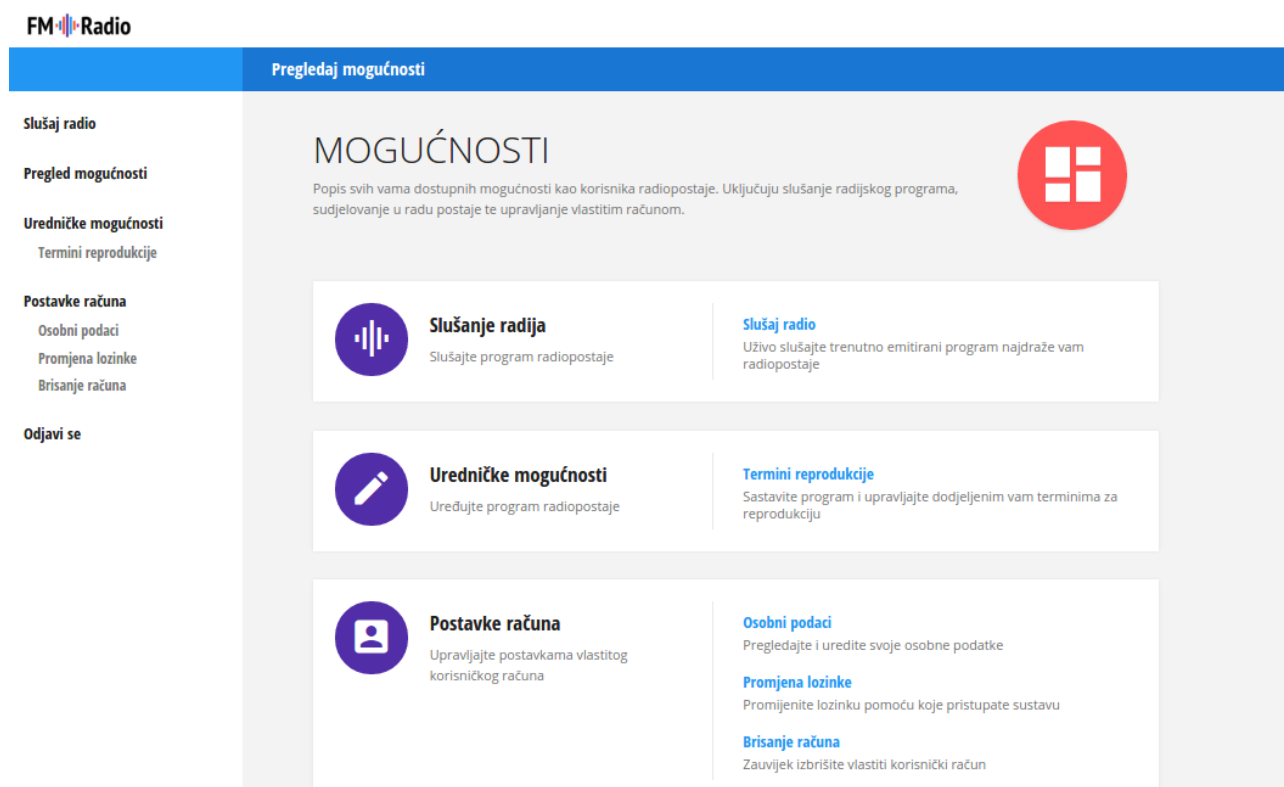 FM Radio
Pregledaj mogućnosti
Slušaj radio
Pregled mogućnosti
Uredničke mogućnosti
Termini reprodukcije
Postavke računa
Osobni podaci
Promjena lozinke
Brisanje računa
Odjavi se
MOGUĆNOSTI
Popis svih vama dostupnih mogućnosti kao korisnika radiopostaje. Uključuju slušanje radijskog programa,
sudjelovanje u radu postaje te upravljanje vlastitim računom.
Slušanje radija
Slušajte program radiopostaje
Slušaj radio
Uživo slušajte trenutno emitirani program najdraže vam
radiopostaje
Uredničke mogućnosti
Uređujte program radiopostaje
Termini reprodukcije
Sastavite program i upravljajte dodjeljenim vam terminima za
reprodukciju
Postavke računa
Upravljajte postavkama vlastitog
korisničkog računa
Osobni podaci
Pregledajte i uredite svoje osobne podatke
Promjena lozinke
Promijenite lozinku pomoću koje pristupate sustavu
Brisanje računa
Zauvijek izbrišite vlastiti korisnički račun